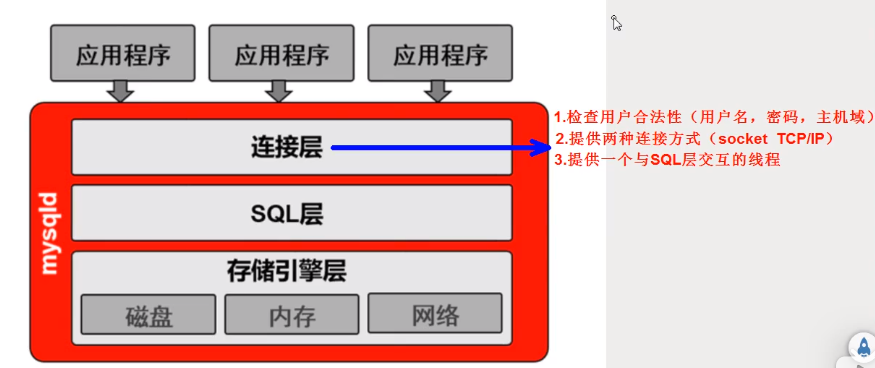 应用程序
应用程序
应用程序
mysqld
连接层
1.检查用户合法性（用户名，密码，主机域）
2.提供两种连接方式（socket TCP/IP）
3.提供一个与SQL层交互的线程
SQL层
存储引擎层
磁盘
内存
网络